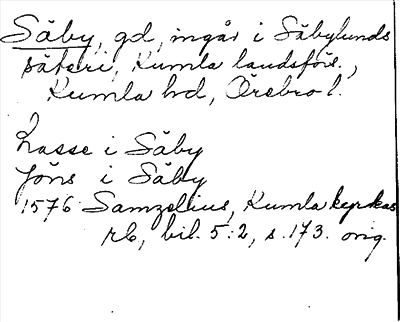 Säby, gd, ingår i Säbylunds
säteri, Kumla landsförs.,
Kumla hd, Örebro l.
Lasse i Säby
Jöns i Säby
1576 Samzelius, Kumla kyrkas
rb, bil. 5:2, s. 173. orig.